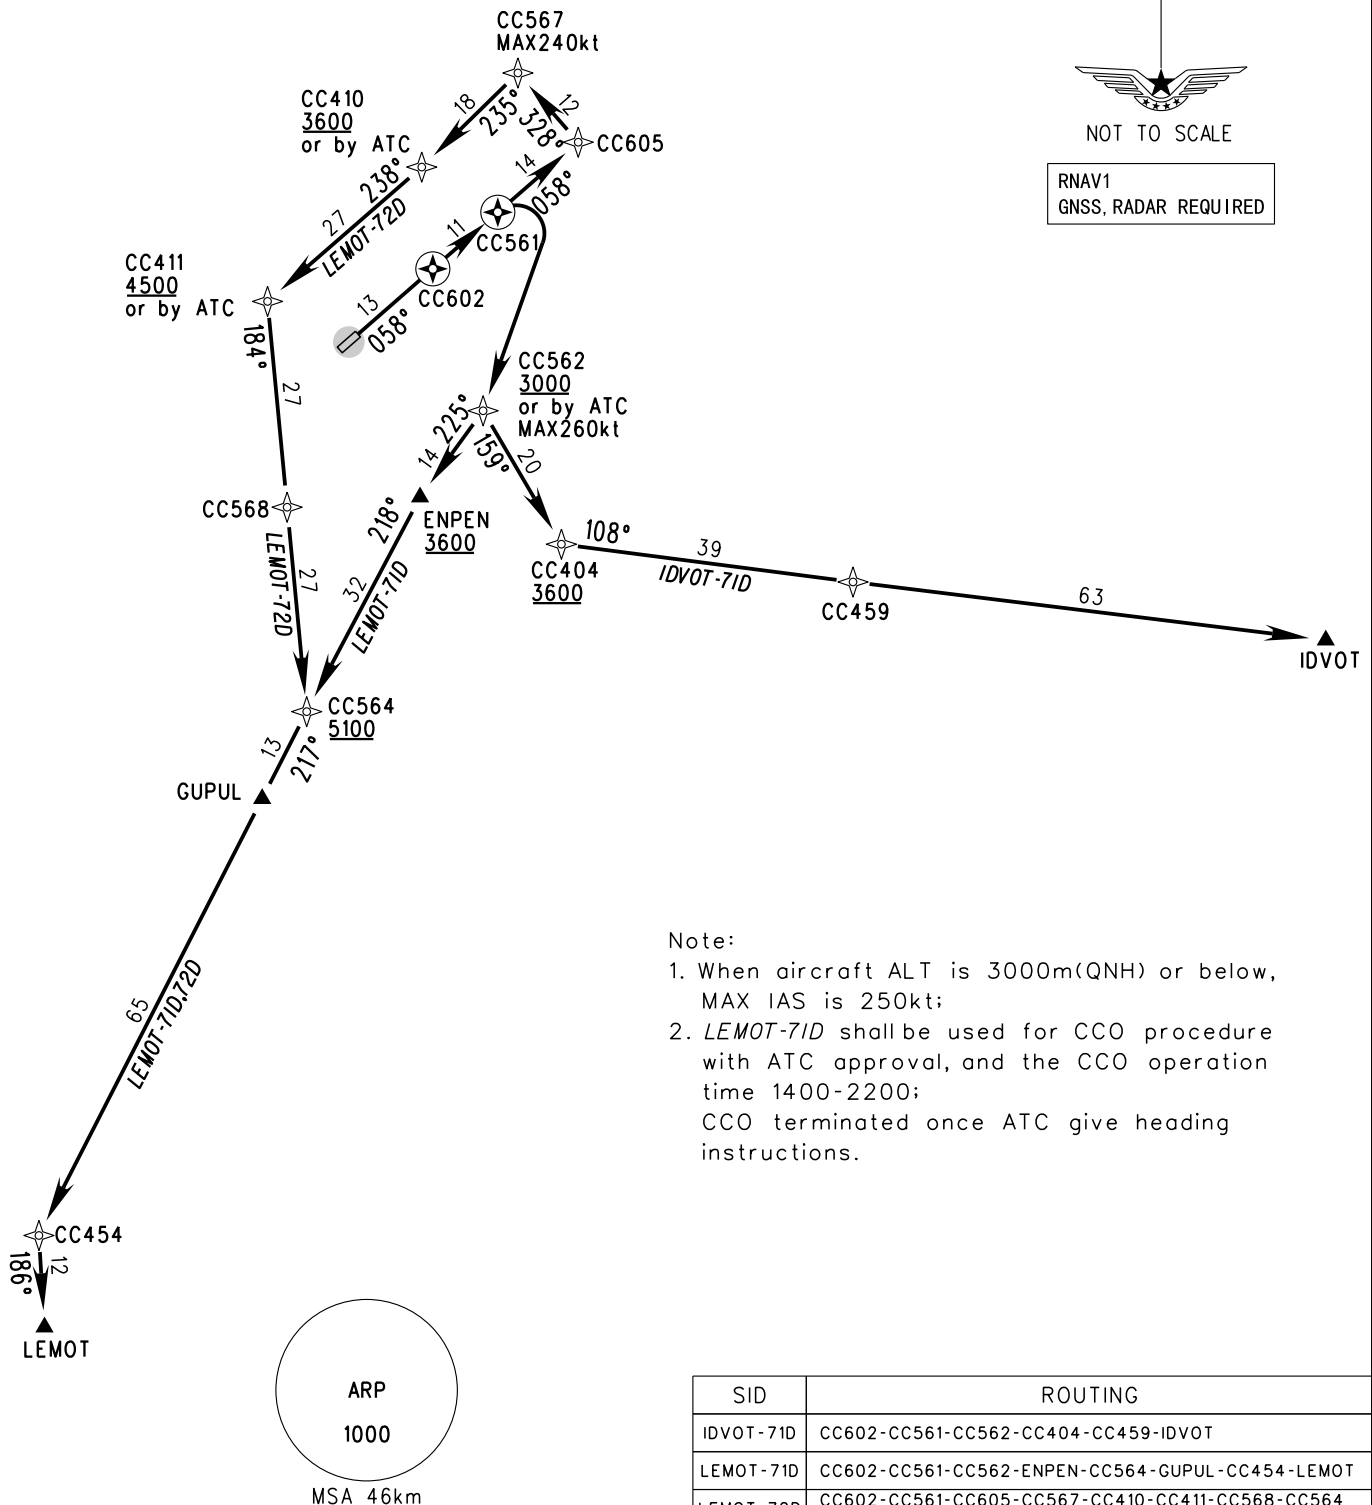 CC567
MAX240kt
18
235°
12
328°
CC605
CC410
3600
or by ATC
238°
27
LEMOT-72D
14
058°
CC561
11
CC602
13
058°
CC411
4500
or by ATC
184°
27
CC562
3000
or by ATC
MAX260kt
225°
14
159°
20
CC568
LEMOT-72D
27
ENPEN
3600
218°
32
LEMOT-71D
108°
CC404
3600
39
IDVOT-71D
CC459
63
IDVOT
CC564
5100
13
217°
GUPUL
65
LEMOT-71D,72D
CC454
12
186°
LEMOT
NOT TO SCALE
RNAV1
GNSS, RADAR REQUIRED
Note:
1. When aircraft ALT is 3000m(QNH) or below,
MAX IAS is 250kt;
2. LEMOT-71D shall be used for CCO procedure
with ATC approval, and the CCO operation
time 1400-2200;
CCO terminated once ATC give heading
instructions.
ARP
1000
MSA 46km
SID ROUTING
IDVOT-71D CC602-CC561-CC562-CC404-CC459-IDVOT
LEMOT-71D CC602-CC561-CC562-ENPEN-CC564-GUPUL-CC454-LEMOT
LEMOT-72D CC602-CC561-CC605-CC567-CC410-CC411-CC568-CC564